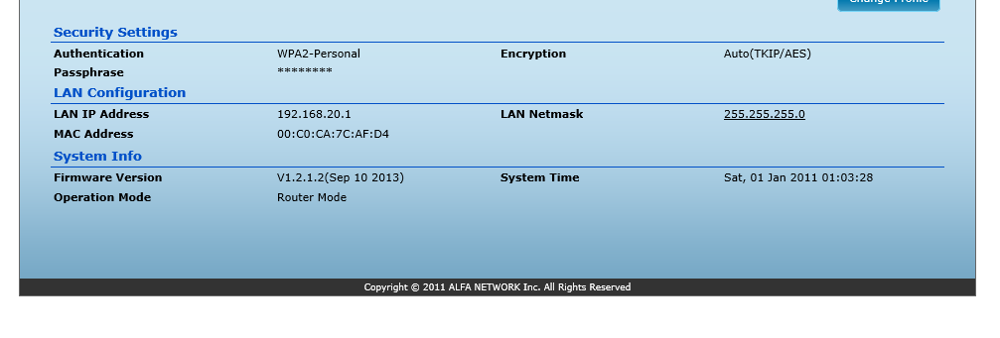 Change Profile
Security Settings
Authentication WPA2-Personal Encryption Auto(TKIP/AES)
Passphrase ********
LAN Configuration
LAN IP Address 192.168.20.1 LAN Netmask 255.255.255.0
MAC Address 00:C0:CA:7C:AF:D4
System Info
Firmware Version V1.2.1.2(Sep 10 2013) System Time Sat, 01 Jan 2011 01:03:28
Operation Mode Router Mode
Copyright © 2011 ALFA NETWORK Inc. All Rights Reserved